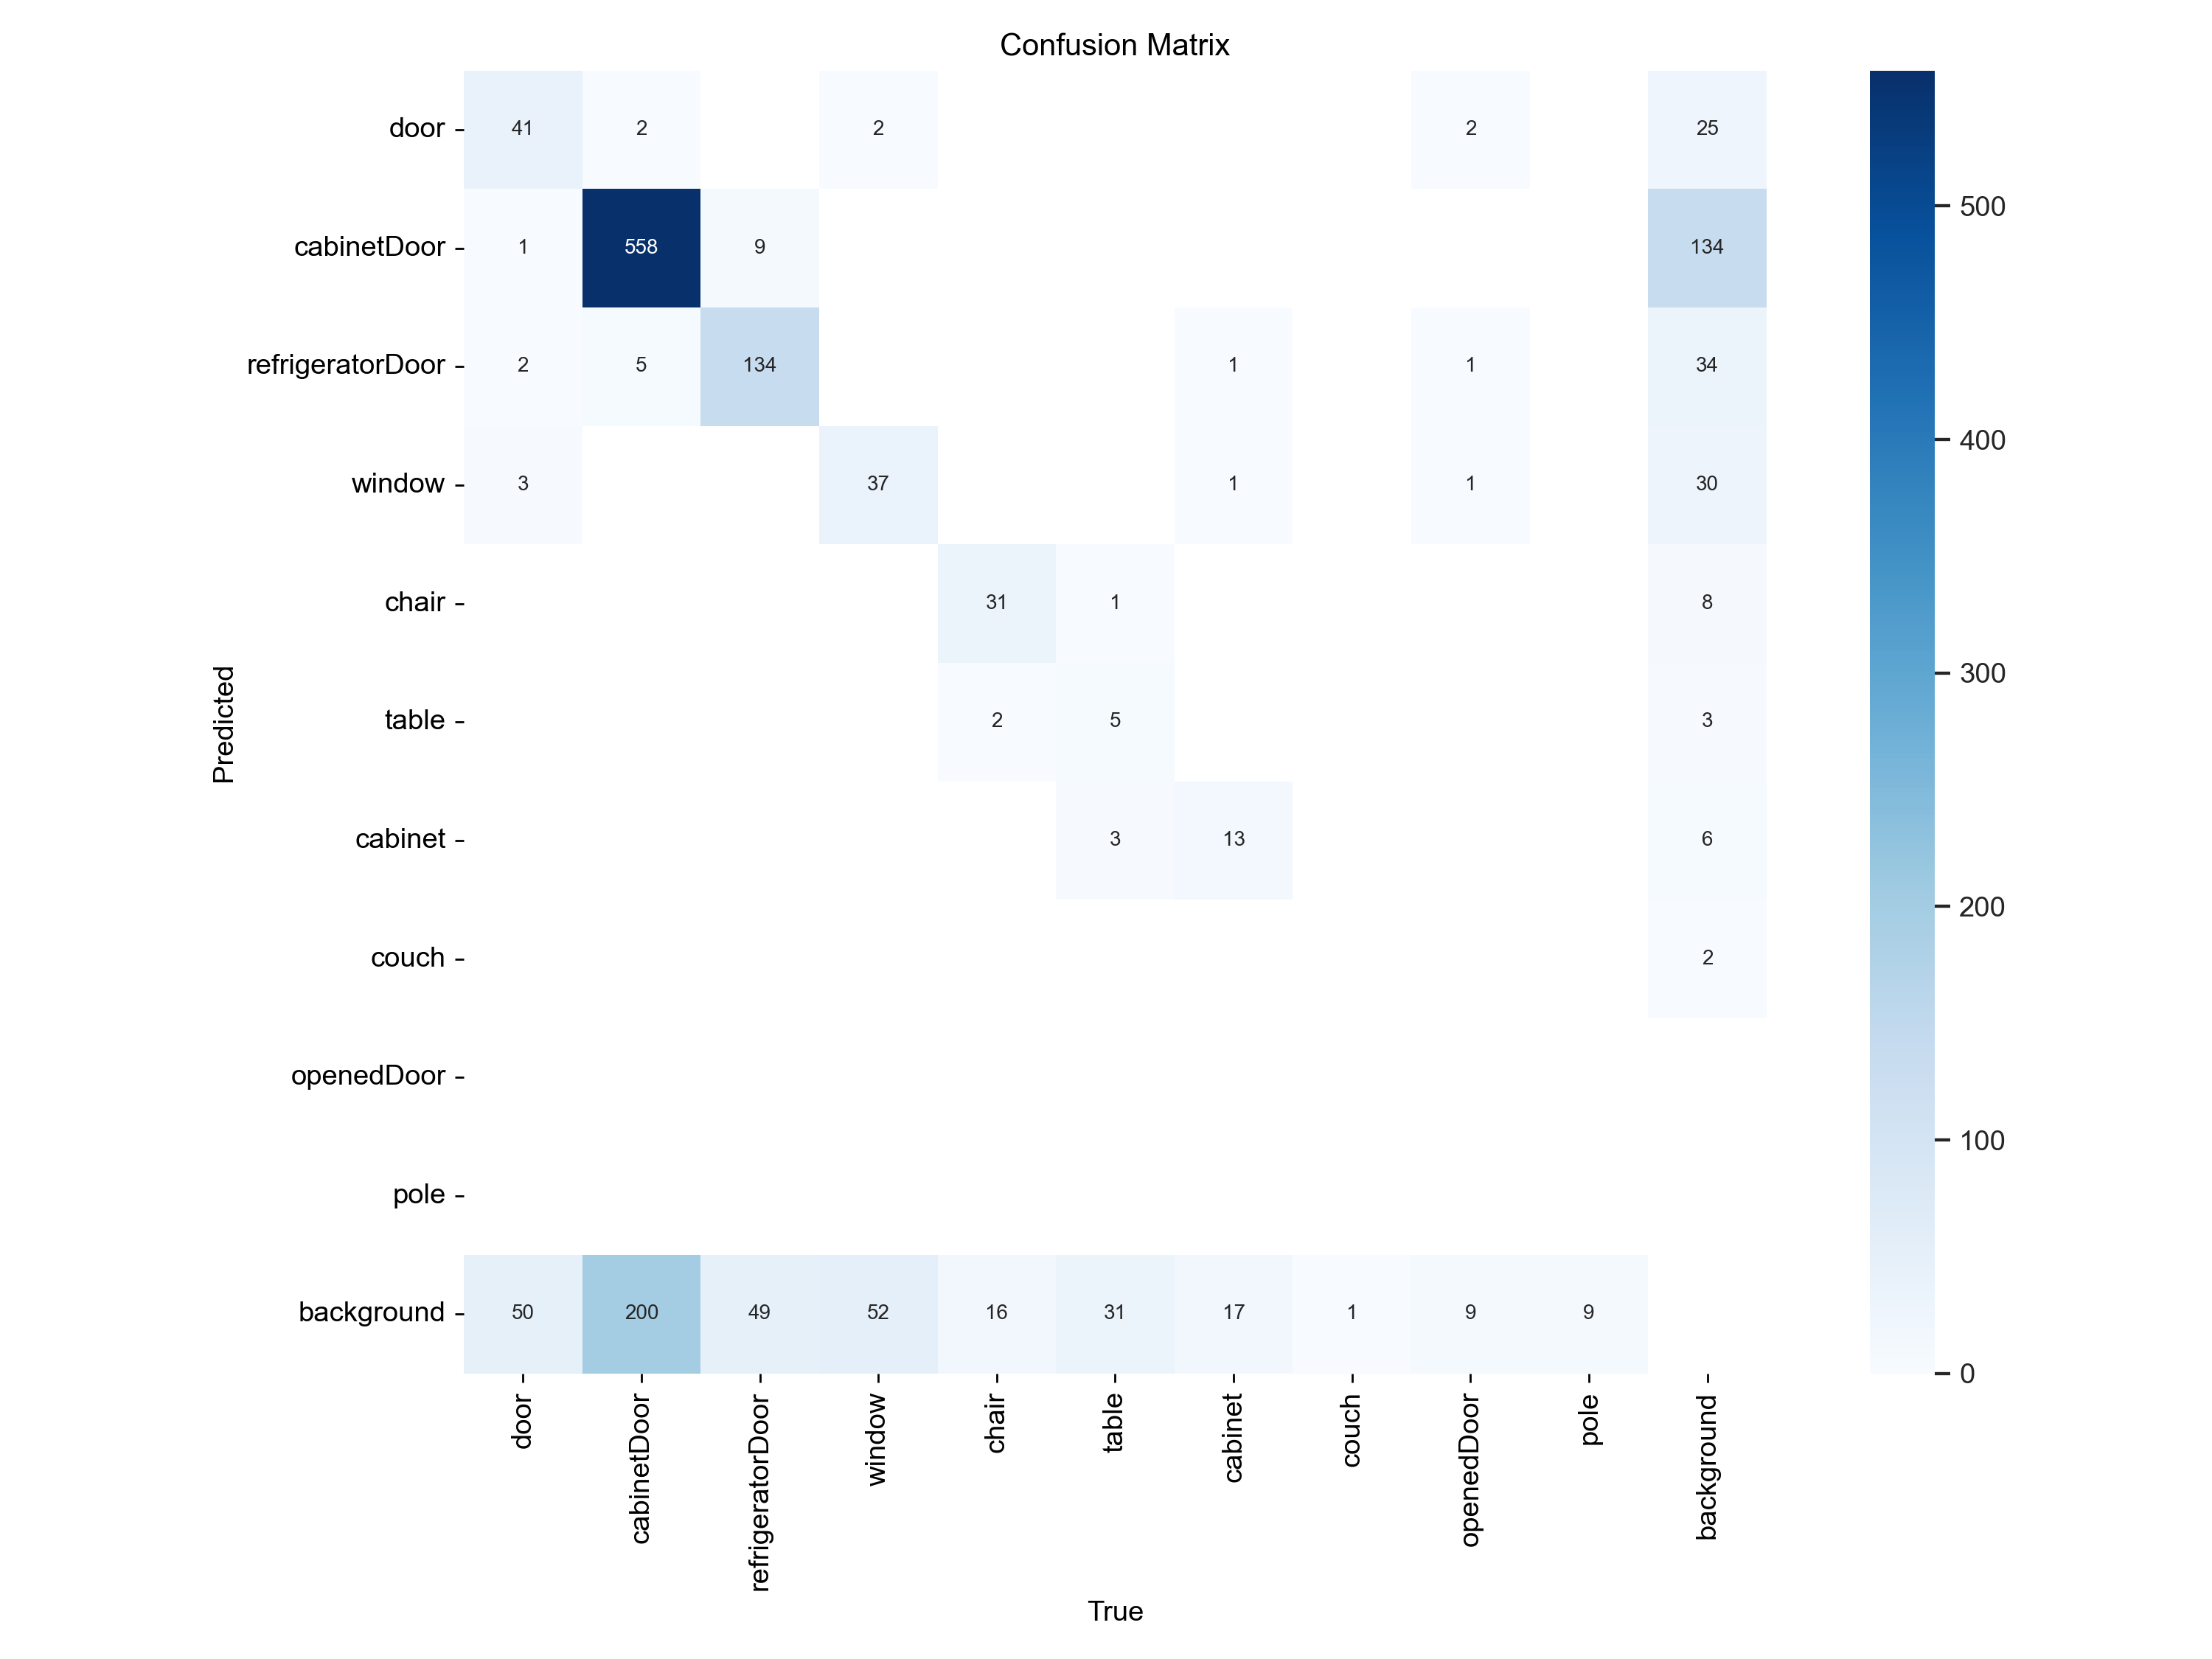 Confusion Matrix
door 41 2 2 2 25
cabinetDoor 1 558 9 134
refrigeratorDoor 2 5 134 1 1 34
window 3 37 1 1 30
chair 31 1 8
table 2 5 3
cabinet 3 13 6
couch 2
openedDoor
pole
background 50 200 49 52 16 31 17 1 9 9
door cabinetDoor refrigeratorDoor window chair table cabinet couch openedDoor pole background
True
Predicted
500
400
300
200
100
0